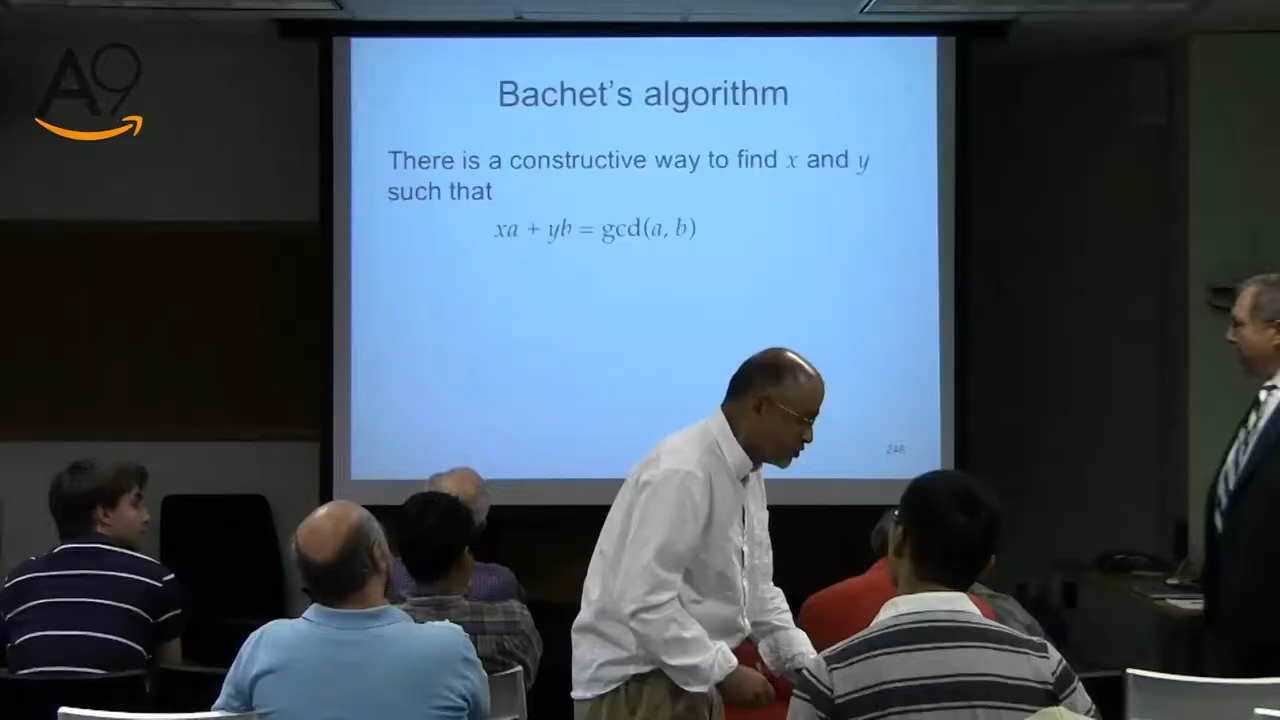 A9
Bachet's algorithm
There is a constructive way to find x and y
such that
xa + yb = gcd(a, b)
246